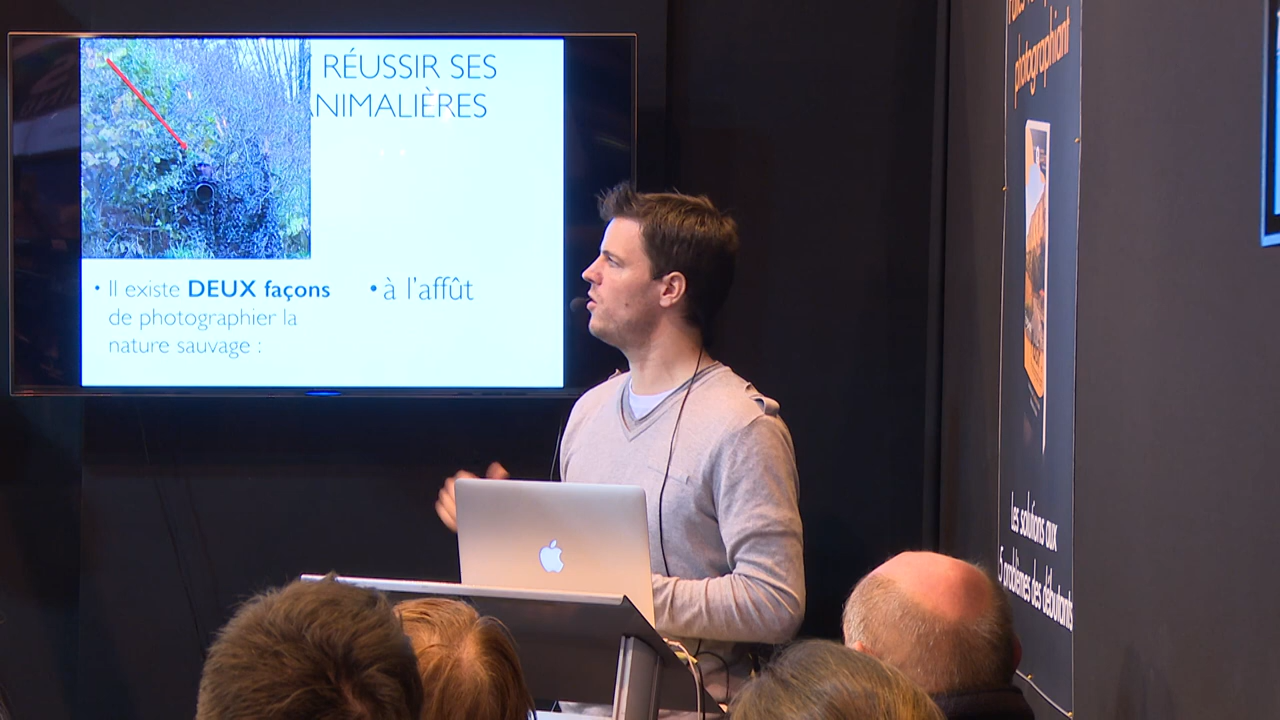 RÉUSSIR SES
NIMALIÈRES
• Il existe DEUX façons
de photographier la
nature sauvage :
• à l'affût
photographiant
Les solutions aux
5 problèmes des débutants